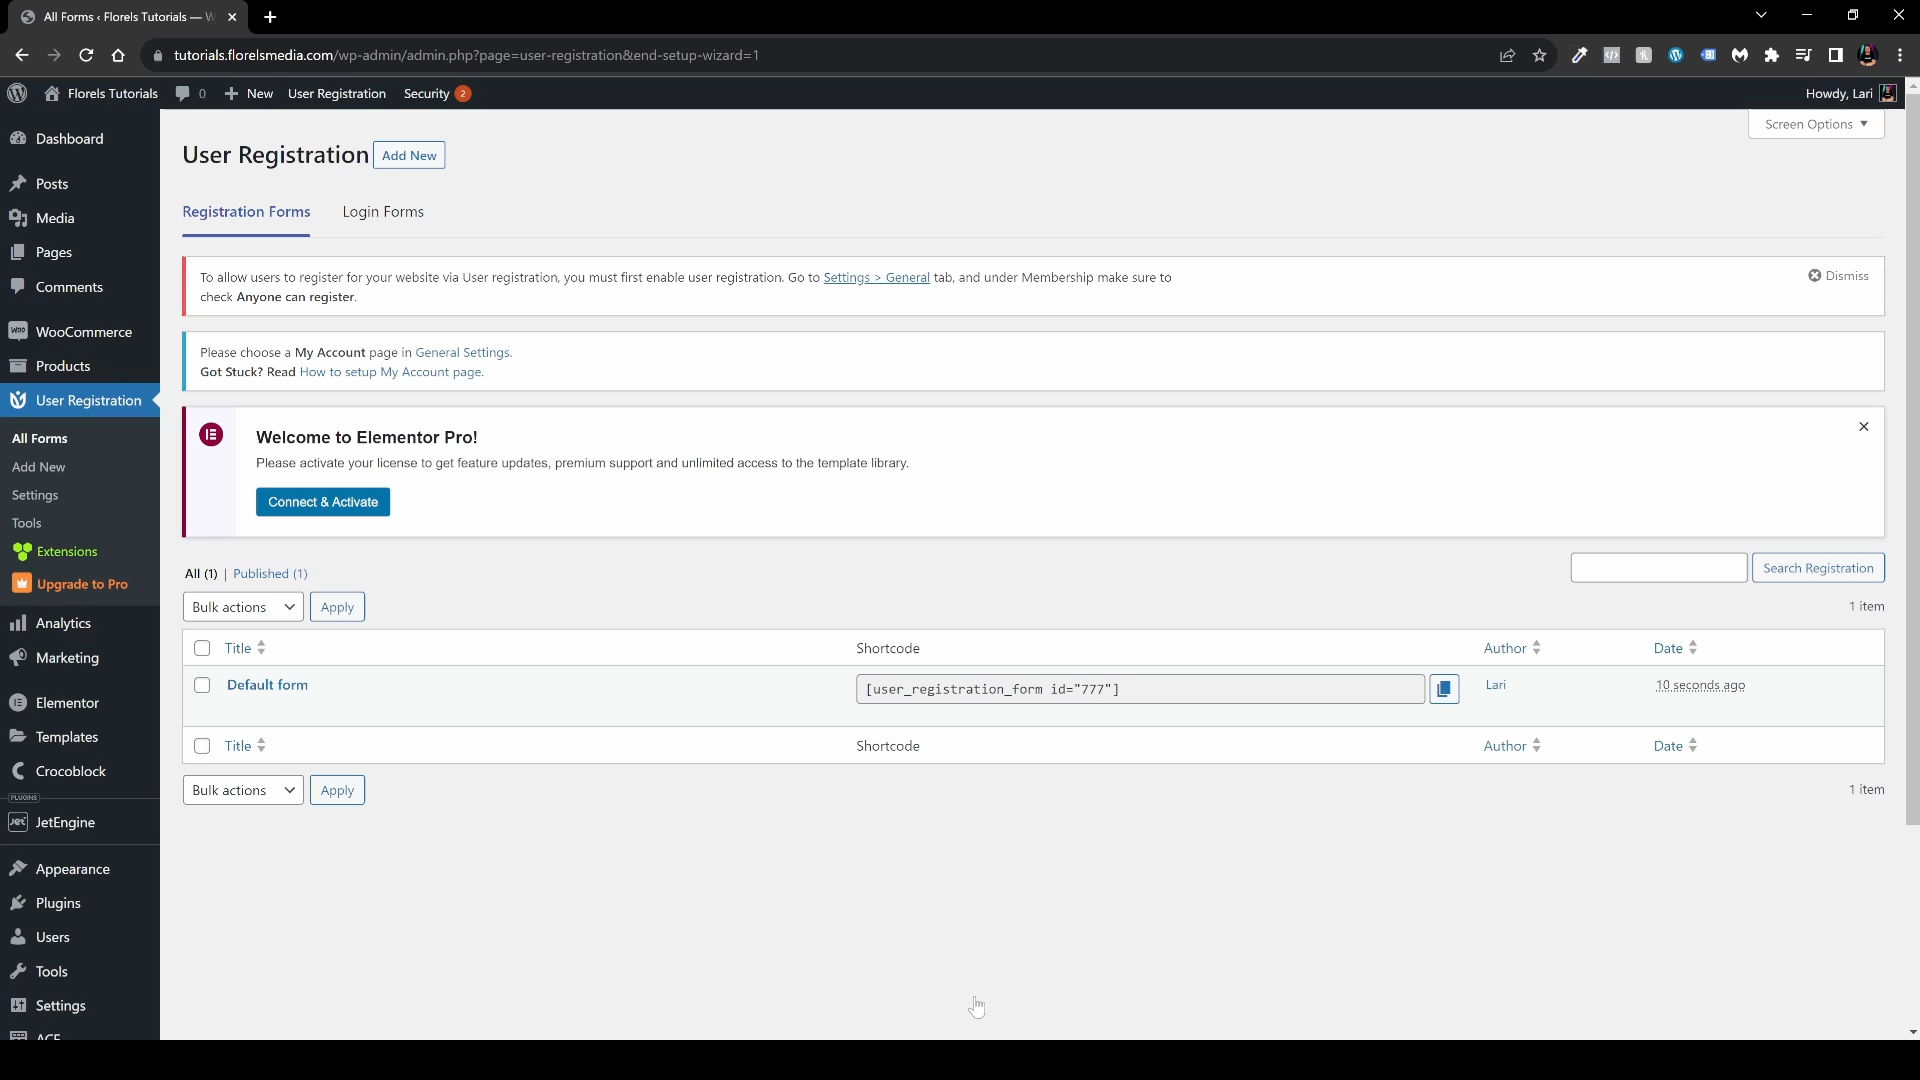 All Forms ‹ Florels Tutorials — W
tutorials.florelsmedia.com/wp-admin/admin.php?page=user-registration&end-setup-wizard=1
Florels Tutorials
0
New
User Registration
Security 2
Howdy, Lari
Screen Options
Dashboard
Posts
Media
Pages
Comments
WooCommerce
Products
User Registration
All Forms
Add New
Settings
Tools
Extensions
Upgrade to Pro
Analytics
Marketing
Elementor
Templates
Crocoblock
PLUGINS
JetEngine
Appearance
Plugins
Users
Tools
Settings
ACF
User Registration
Add New
Registration Forms
Login Forms
To allow users to register for your website via User registration, you must first enable user registration. Go to Settings > General tab, and under Membership make sure to
check Anyone can register.
Dismiss
Please choose a My Account page in General Settings.
Got Stuck? Read How to setup My Account page.
Welcome to Elementor Pro!
Please activate your license to get feature updates, premium support and unlimited access to the template library.
Connect & Activate
All (1) | Published (1)
Search Registration
Bulk actions
Apply
1 item
Title
Shortcode
Author
Date
Default form
[user_registration_form id="777"]
Lari
10 seconds ago
Title
Shortcode
Author
Date
Bulk actions
Apply
1 item